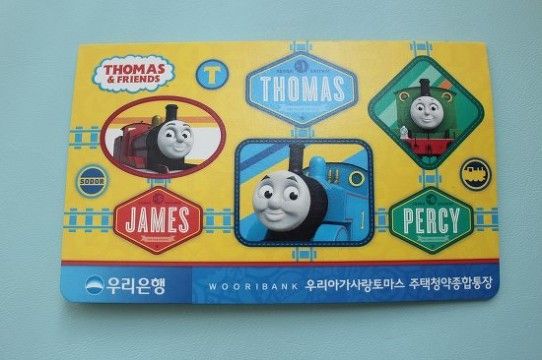 THOMAS
& FRIENDS
T
THOMAS
SODOR
JAMES
1
PERCY
우리은행
WOORIBANK 우리아가사랑토마스 주택청약종합통장